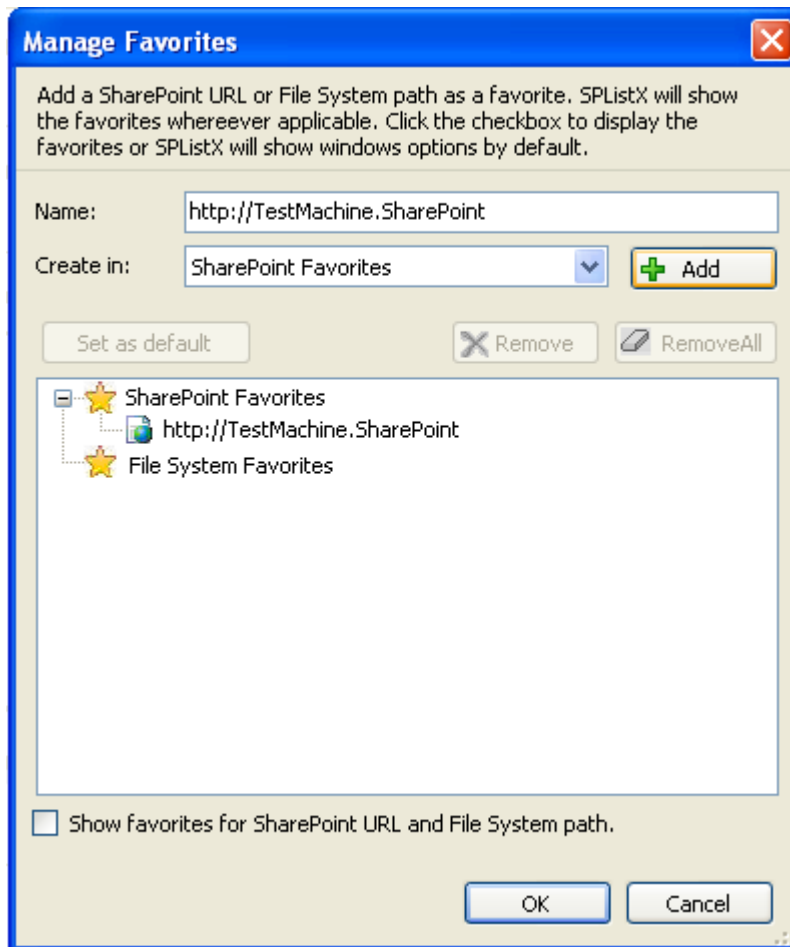 Manage Favorites
Add a SharePoint URL or File System path as a favorite. SPListX will show
the favorites whereever applicable. Click the checkbox to display the
favorites or SPListX will show windows options by default.
Name: http://TestMachine.SharePoint
Create in: SharePoint Favorites Add
Set as default Remove RemoveAll
SharePoint Favorites
http://TestMachine.SharePoint
File System Favorites
Show favorites for SharePoint URL and File System path.
OK Cancel